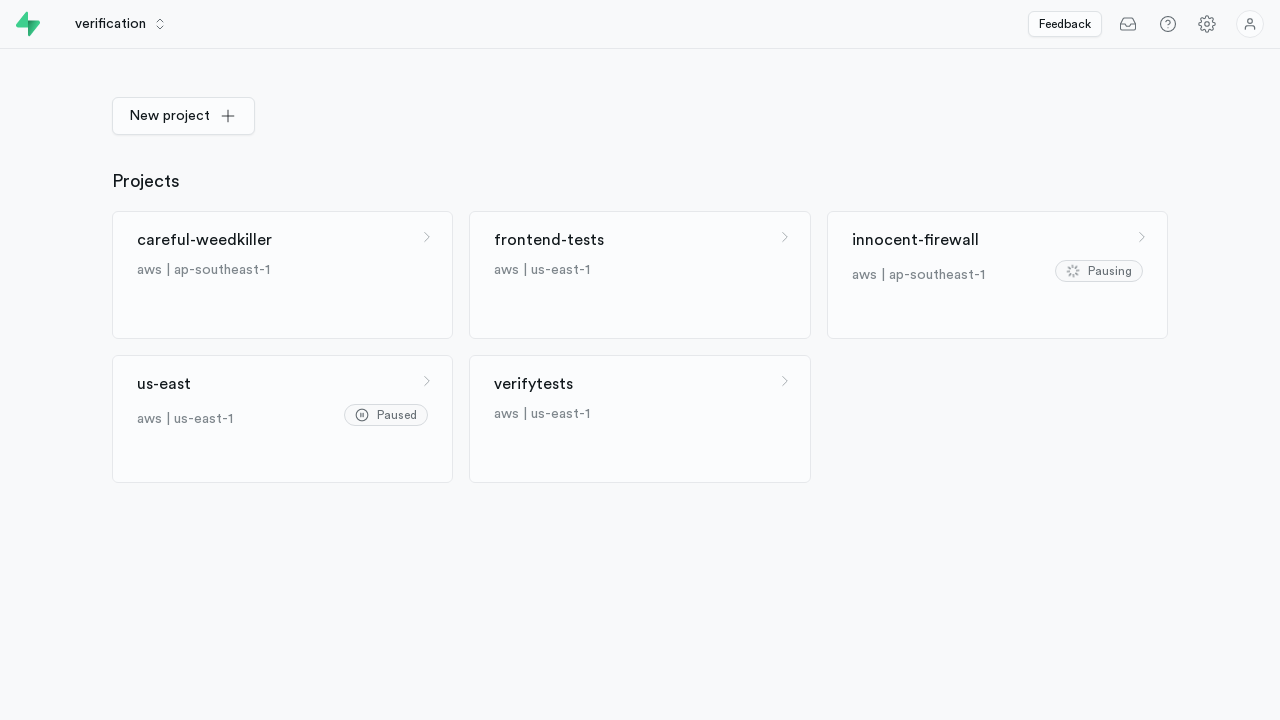 verification
Feedback
New project
Projects
careful-weedkiller
aws | ap-southeast-1
frontend-tests
aws | us-east-1
innocent-firewall
aws | ap-southeast-1
Pausing
us-east
aws | us-east-1
Paused
verifytests
aws | us-east-1